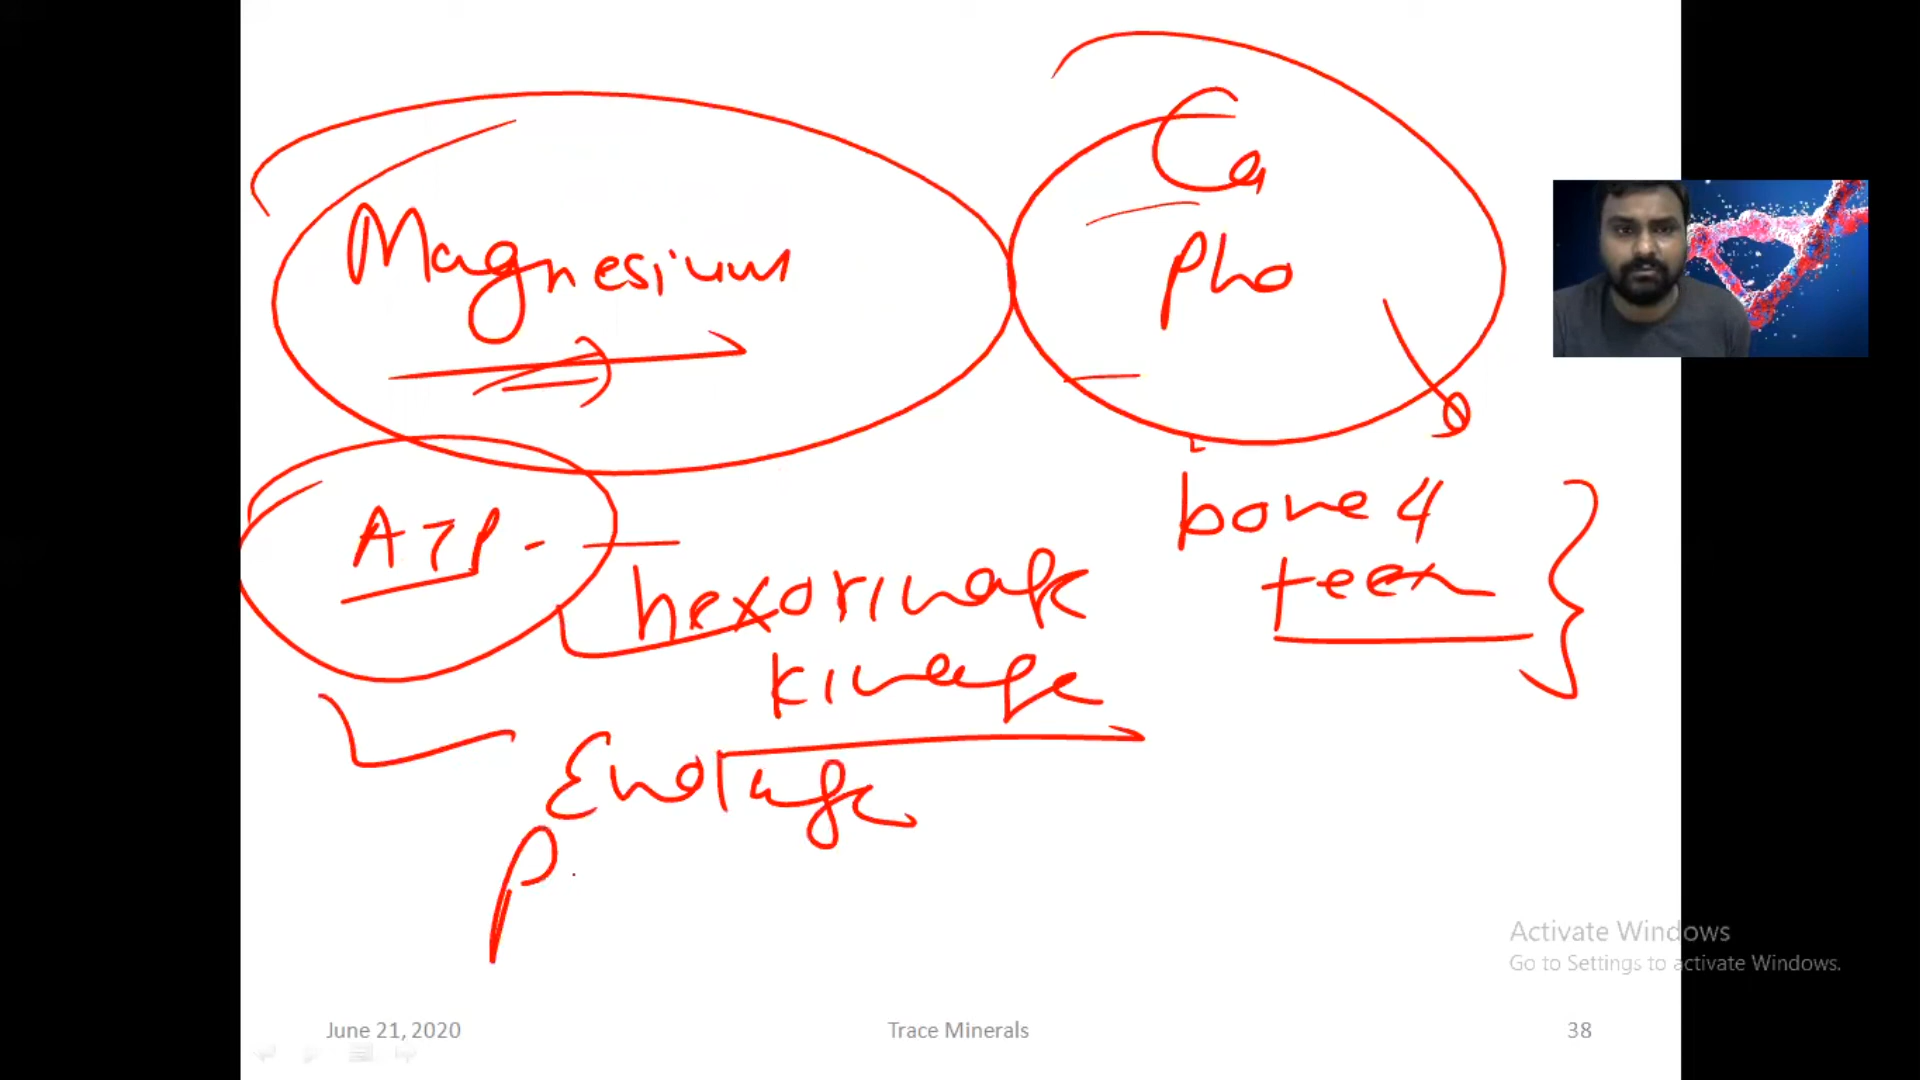 Magnesium
Ca
Pho
ATP -
bone &
teeth
hexokinase
kinase
Enolase
P
Activate Windows
Go to Settings to activate Windows.
June 21, 2020
Trace Minerals
38